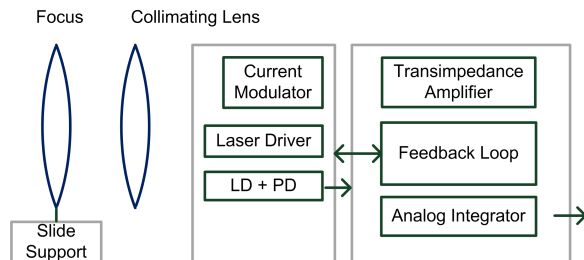 Focus
Collimating Lens
Current
Modulator
Transimpedance
Amplifier
Laser Driver
Feedback Loop
LD + PD
Analog Integrator
Slide
Support